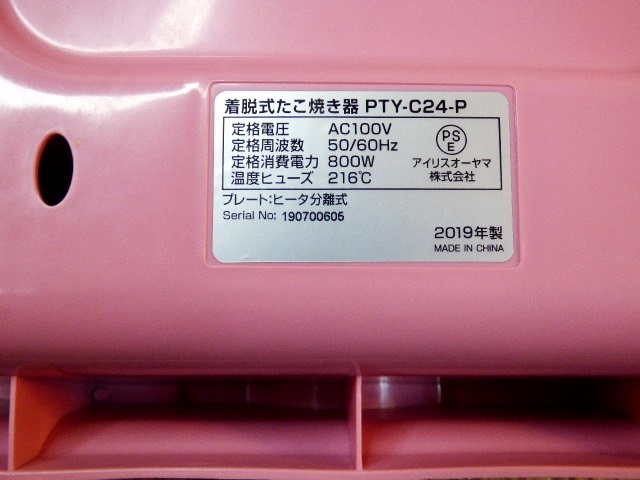 着脱式たこ焼き器 PTY-C24-P
定格電圧 AC100V
定格周波数 50/60Hz
定格消費電力 800W
温度ヒューズ 216℃
PS
E
アイリスオーヤマ
株式会社
プレート:ヒータ分離式
Serial No: 190700605
2019年製
MADE IN CHINA